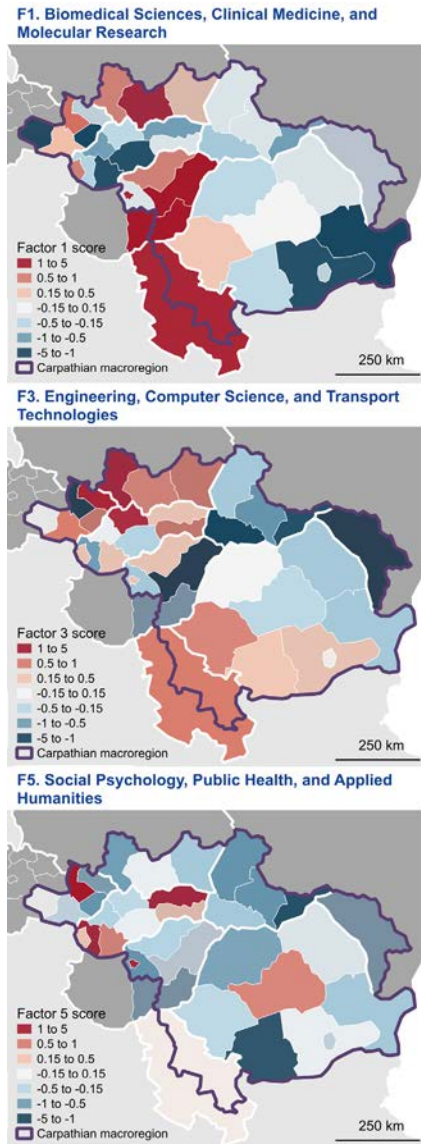 F1. Biomedical Sciences, Clinical Medicine, and
Molecular Research
Factor 1 score
1 to 5
0.5 to 1
0.15 to 0.5
-0.15 to 0.15
-0.5 to -0.15
-1 to -0.5
-5 to -1
Carpathian macroregion
250 km
F3. Engineering, Computer Science, and Transport
Technologies
Factor 3 score
1 to 5
0.5 to 1
0.15 to 0.5
-0.15 to 0.15
-0.5 to -0.15
-1 to -0.5
-5 to -1
Carpathian macroregion
250 km
F5. Social Psychology, Public Health, and Applied
Humanities
Factor 5 score
1 to 5
0.5 to 1
0.15 to 0.5
-0.15 to 0.15
-0.5 to -0.15
-1 to -0.5
-5 to -1
Carpathian macroregion
250 km